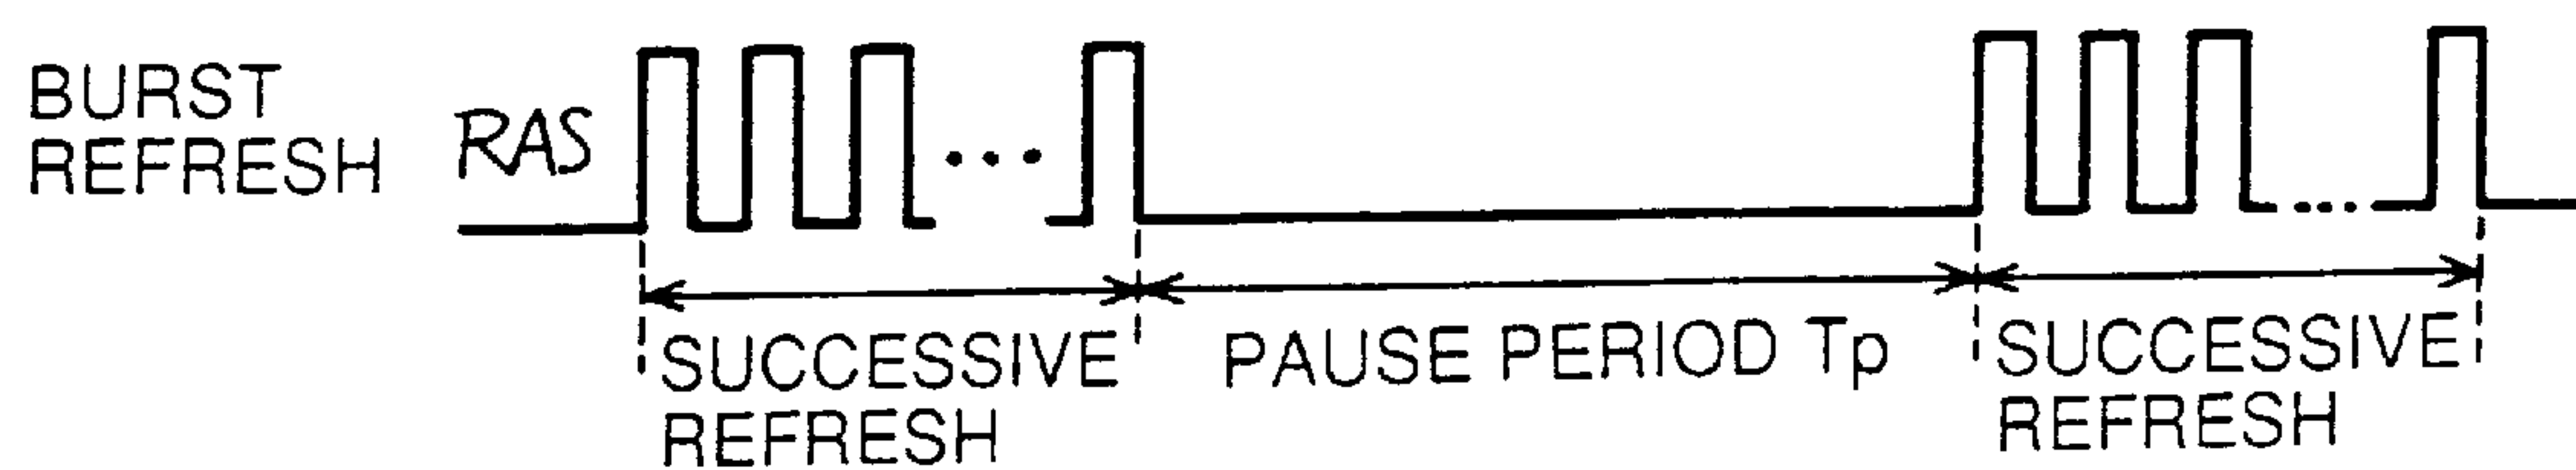 BURST
REFRESH
RAS
SUCCESSIVE
REFRESH
PAUSE PERIOD Tp
SUCCESSIVE
REFRESH